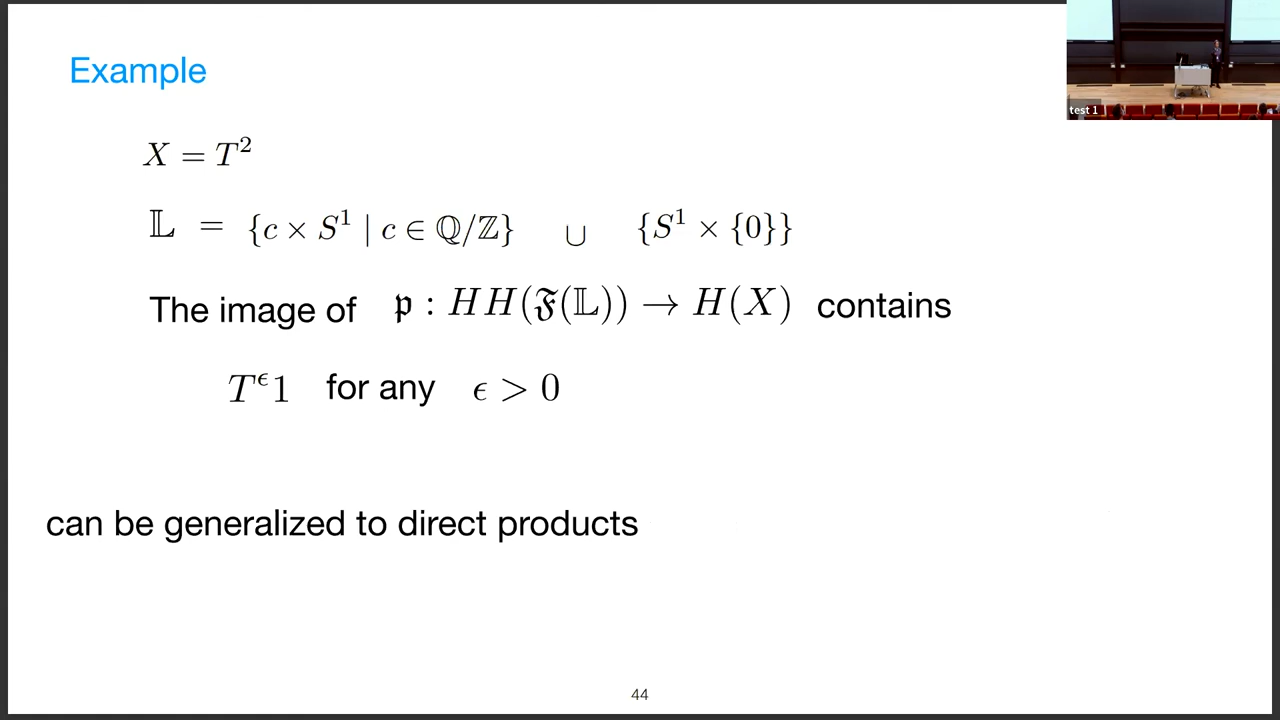 Example
test 1
X = T²
𝕃 = {c × S¹ | c ∈ ℚ/ℤ} ∪ {S¹ × {0}}
The image of 𝔭 : HH(𝔉(𝕃)) → H(X) contains
T^ϵ 1 for any ϵ > 0
can be generalized to direct products
44